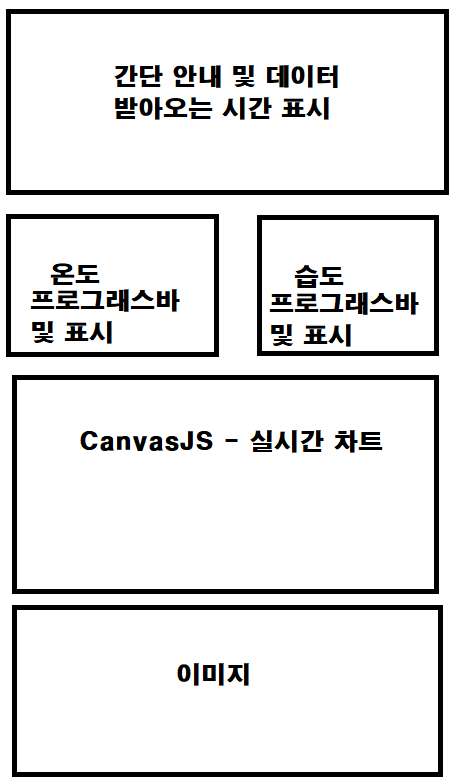 간단 안내 및 데이터
받아오는 시간 표시
온도
프로그래스바
및 표시
습도
프로그래스바
및 표시
CanvasJS - 실시간 차트
이미지